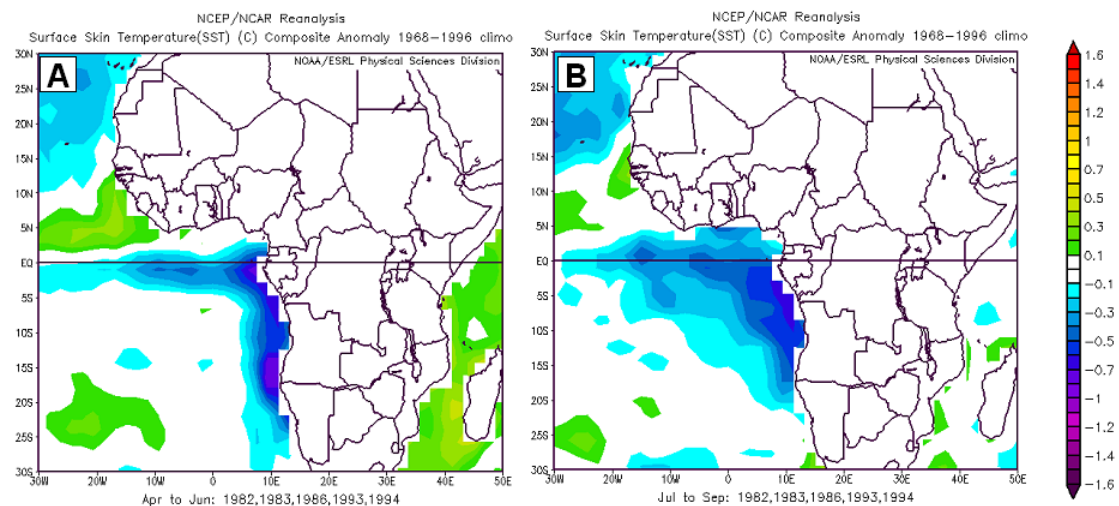 NCEP/NCAR Reanalysis
Surface Skin Temperature(SST) (C) Composite Anomaly 1968-1996 climo
A
NOAA/ESRL Physical Sciences Division
30N
25N
20N
15N
10N
5N
EQ
5S
10S
15S
20S
25S
30S
30W 20W 10W 0 10E 20E 30E 40E 50E
Apr to Jun: 1982,1983,1986,1993,1994
NCEP/NCAR Reanalysis
Surface Skin Temperature(SST) (C) Composite Anomaly 1968-1996 climo
B
NOAA/ESRL Physical Sciences Division
30N
25N
20N
15N
10N
5N
EQ
5S
10S
15S
20S
25S
30S
30W 20W 10W 0 10E 20E 30E 40E 50E
Jul to Sep: 1982,1983,1986,1993,1994
1.6
1.4
1.2
1
0.7
0.5
0.3
0.1
-0.1
-0.3
-0.5
-0.7
-1
-1.2
-1.4
-1.6